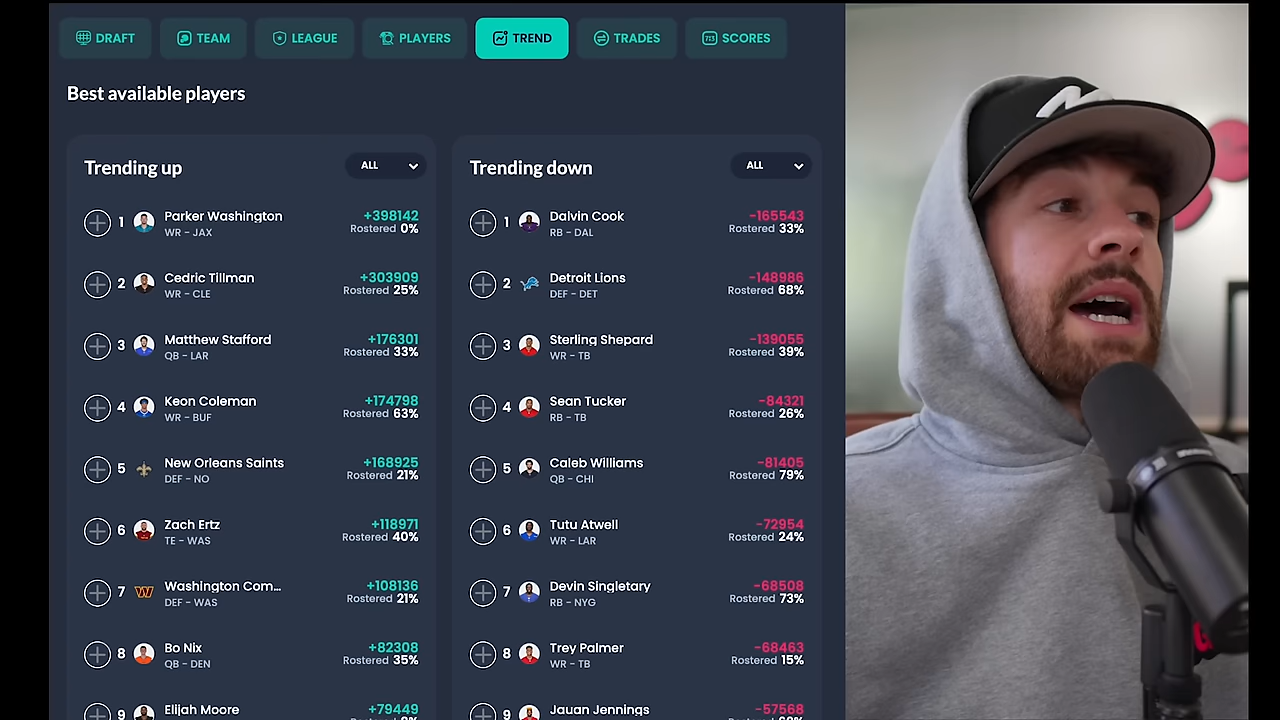 DRAFT
TEAM
LEAGUE
PLAYERS
TREND
TRADES
SCORES
Best available players
Trending up
ALL
1 Parker Washington +398142
WR - JAX Rostered 0%
2 Cedric Tillman +303909
WR - CLE Rostered 25%
3 Matthew Stafford +176301
QB - LAR Rostered 33%
4 Keon Coleman +174798
WR - BUF Rostered 63%
5 New Orleans Saints +168925
DEF - NO Rostered 21%
6 Zach Ertz +118971
TE - WAS Rostered 40%
7 Washington Com... +108136
DEF - WAS Rostered 21%
8 Bo Nix +82308
QB - DEN Rostered 35%
9 Elijah Moore +79449
Trending down
ALL
1 Dalvin Cook -165543
RB - DAL Rostered 33%
2 Detroit Lions -148986
DEF - DET Rostered 68%
3 Sterling Shepard -139055
WR - TB Rostered 39%
4 Sean Tucker -84321
RB - TB Rostered 26%
5 Caleb Williams -81405
QB - CHI Rostered 79%
6 Tutu Atwell -72954
WR - LAR Rostered 24%
7 Devin Singletary -68508
RB - NYG Rostered 73%
8 Trey Palmer -68463
WR - TB Rostered 15%
9 Jauan Jennings -57568